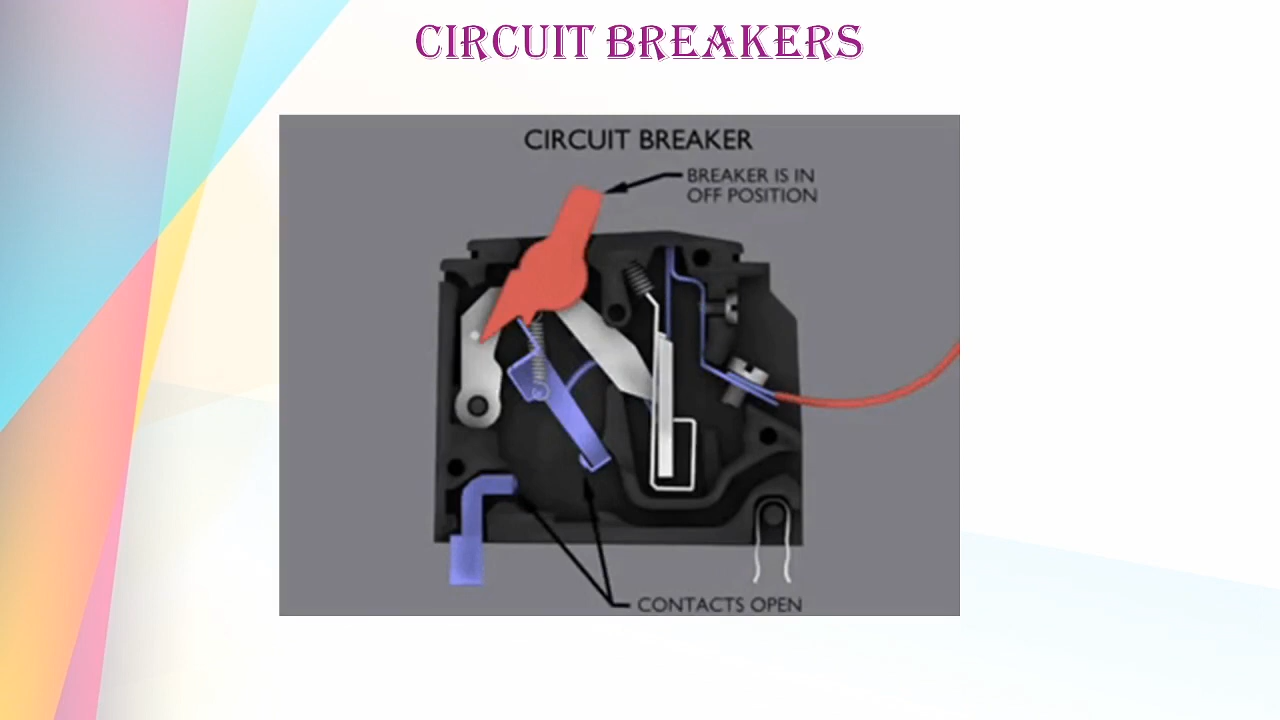 CIRCUIT BREAKERS
CIRCUIT BREAKER
BREAKER IS IN
OFF POSITION
CONTACTS OPEN